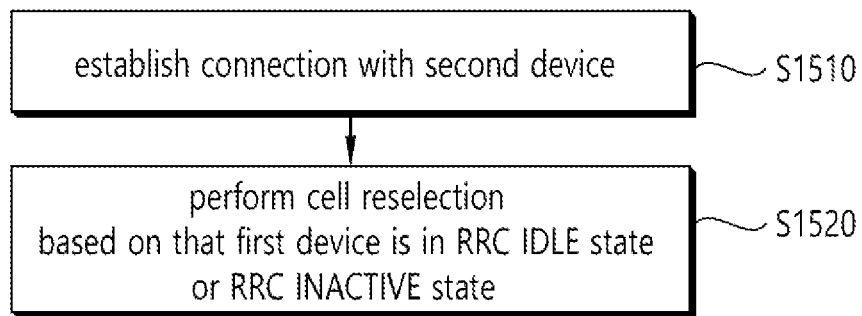 establish connection with second device
S1510
perform cell reselection
based on that first device is in RRC IDLE state
or RRC INACTIVE state
S1520